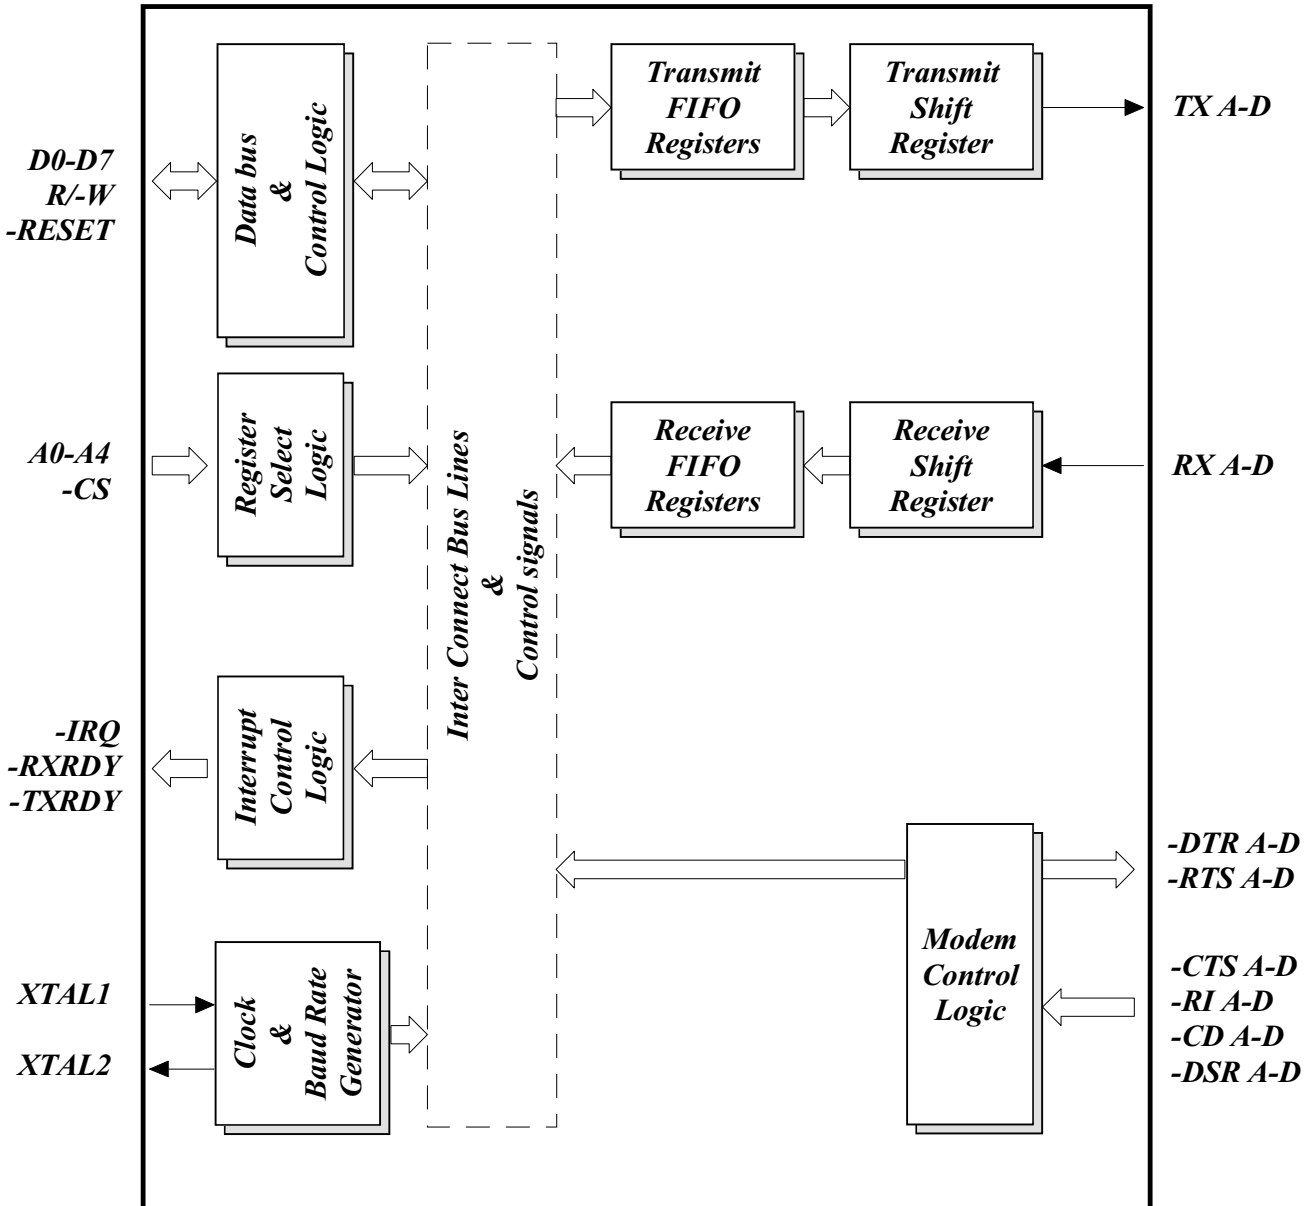 D0-D7
R/-W
-RESET
A0-A4
-CS
-IRQ
-RXRDY
-TXRDY
XTAL1
XTAL2
Data bus
&
Control Logic
Register
Select
Logic
Interrupt
Control
Logic
Clock
&
Baud Rate
Generator
Inter Connect Bus Lines
&
Control signals
Transmit
FIFO
Registers
Transmit
Shift
Register
Receive
FIFO
Registers
Receive
Shift
Register
Modem
Control
Logic
TX A-D
RX A-D
-DTR A-D
-RTS A-D
-CTS A-D
-RI A-D
-CD A-D
-DSR A-D